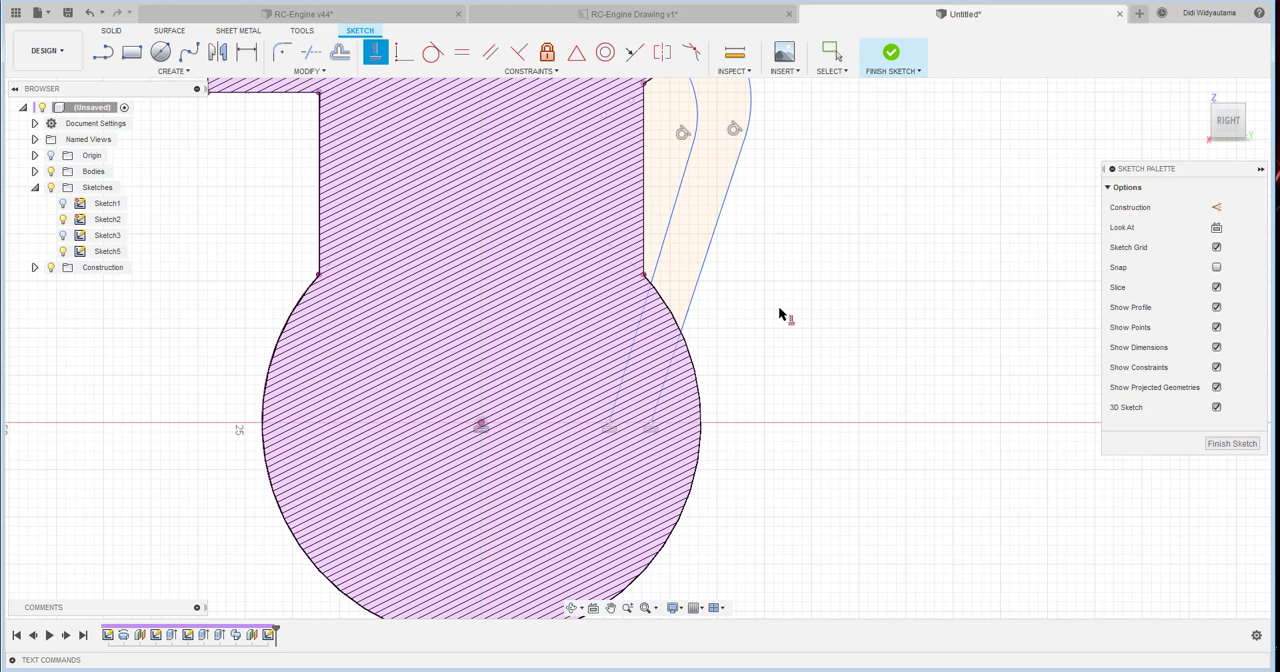 RC-Engine v44*
RC-Engine Drawing v1*
Untitled*
Didi Widyautama
DESIGN
SOLID SURFACE SHEET METAL TOOLS SKETCH
CREATE MODIFY CONSTRAINTS INSPECT INSERT SELECT FINISH SKETCH
BROWSER
(Unsaved)
Document Settings
Named Views
Origin
Bodies
Sketches
Sketch1
Sketch2
Sketch3
Sketch5
Construction
Z
RIGHT
X
Y
25
SKETCH PALETTE
Options
Construction
Look At
Sketch Grid
Snap
Slice
Show Profile
Show Points
Show Dimensions
Show Constraints
Show Projected Geometries
3D Sketch
Finish Sketch
COMMENTS
TEXT COMMANDS